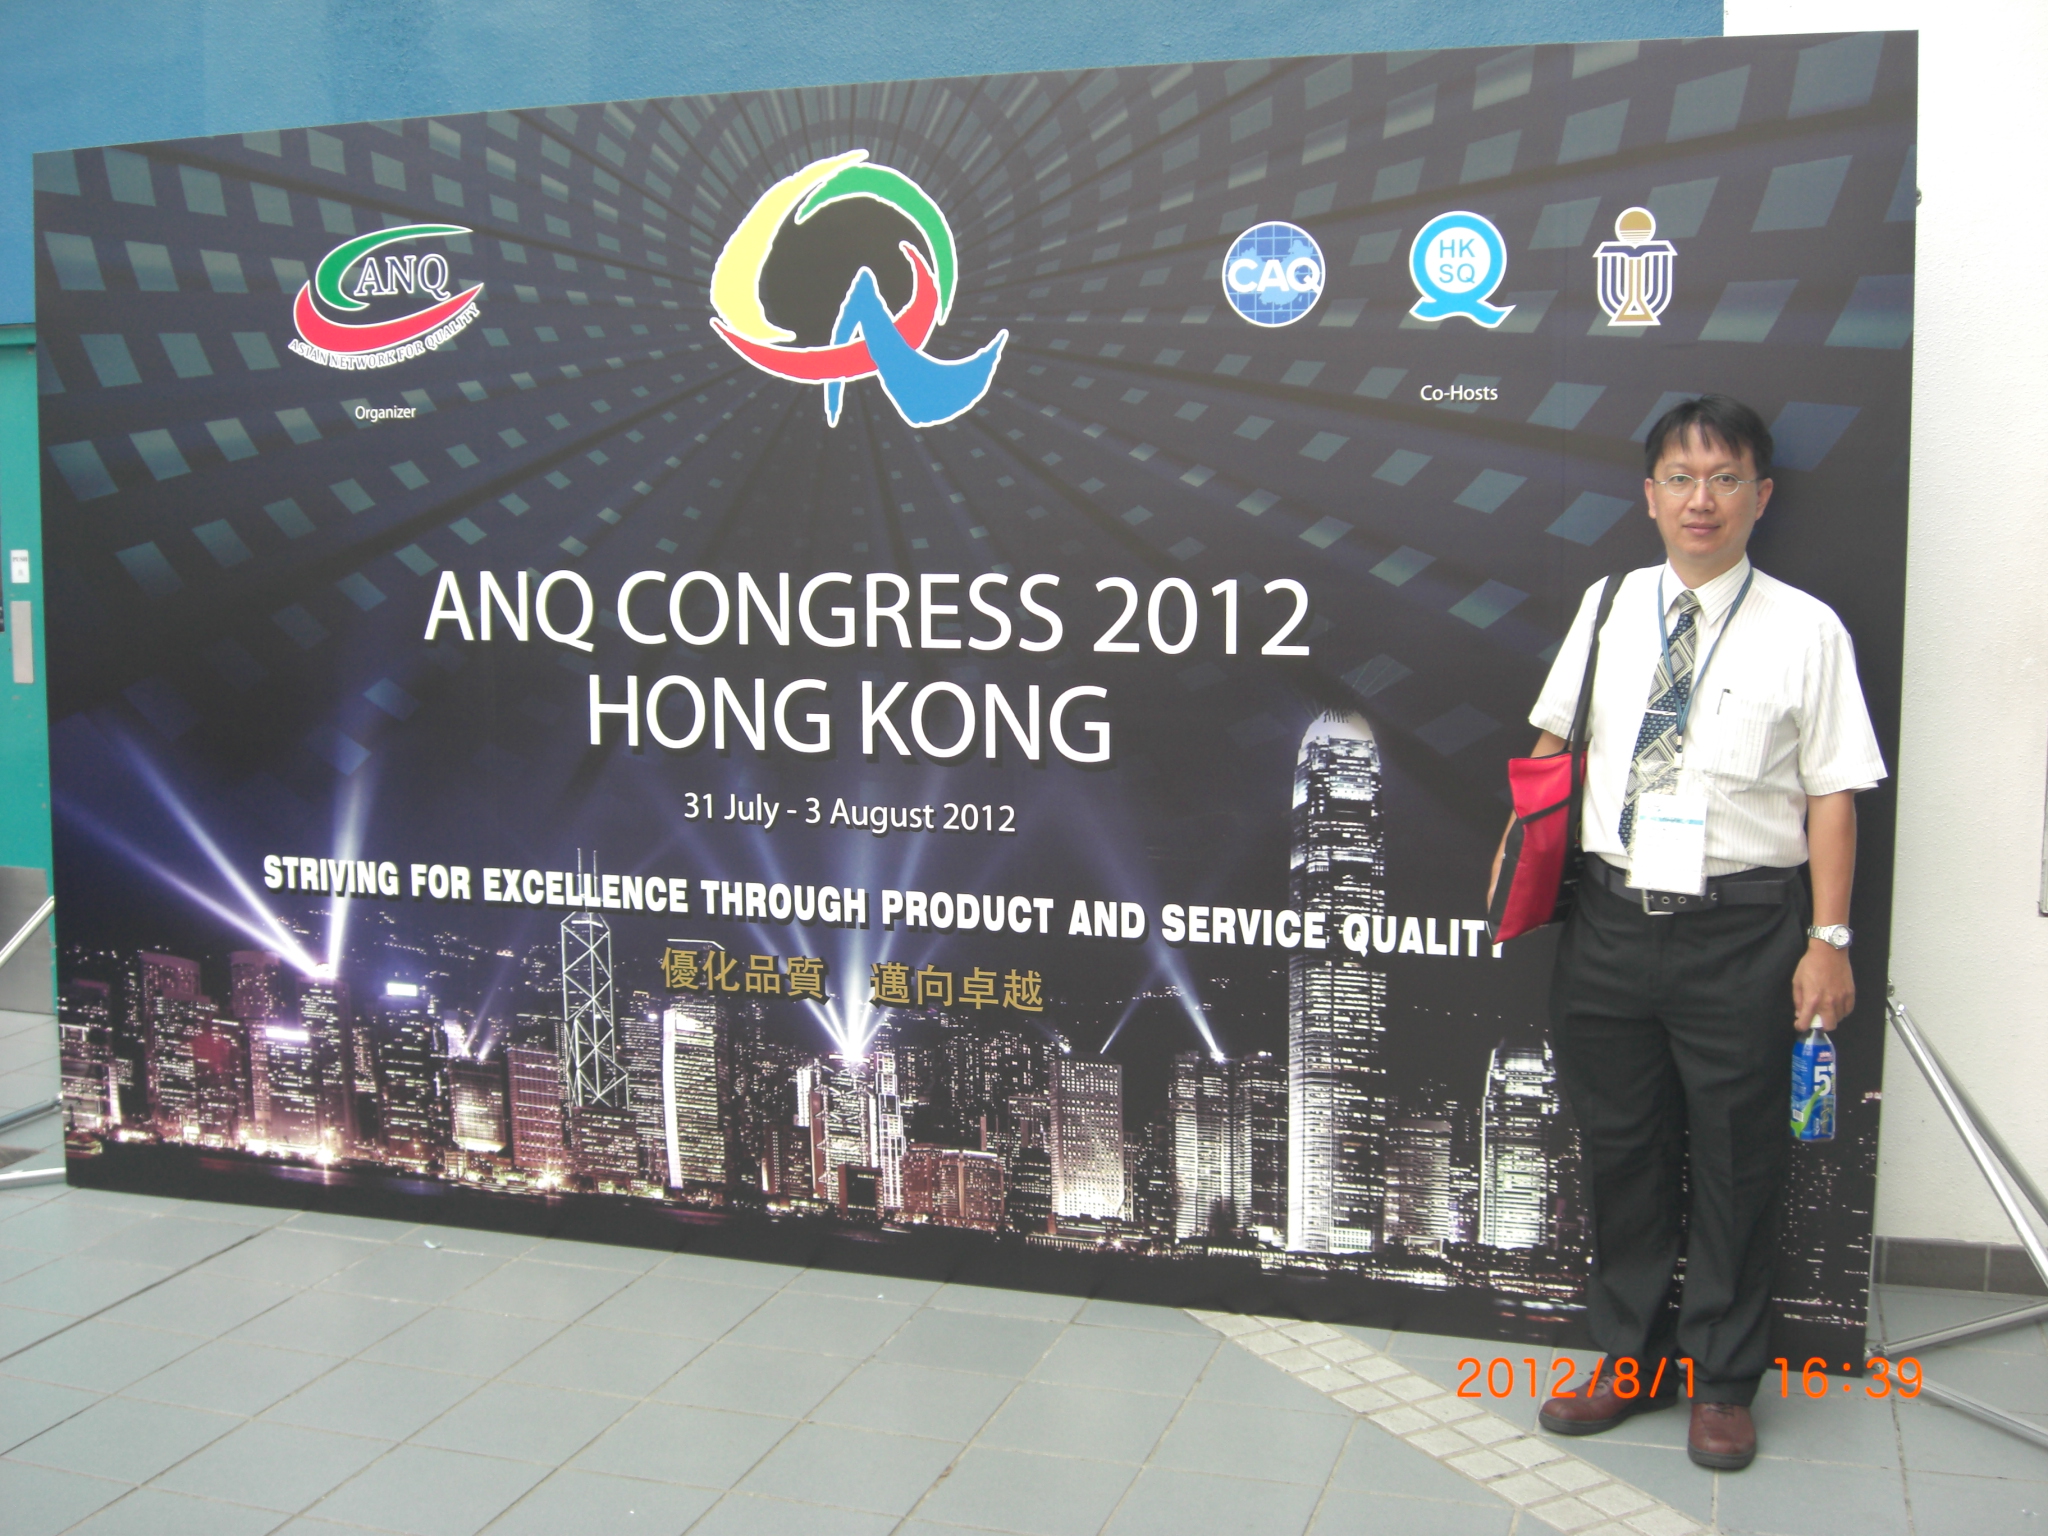 ANQ
ASIAN NETWORK FOR QUALITY
Organizer
CAQ
HK
SQ
Co-Hosts
ANQ CONGRESS 2012
HONG KONG
31 July - 3 August 2012
STRIVING FOR EXCELLENCE THROUGH PRODUCT AND SERVICE QUALITY
優化品質 邁向卓越
5
2012/8/1 16:39